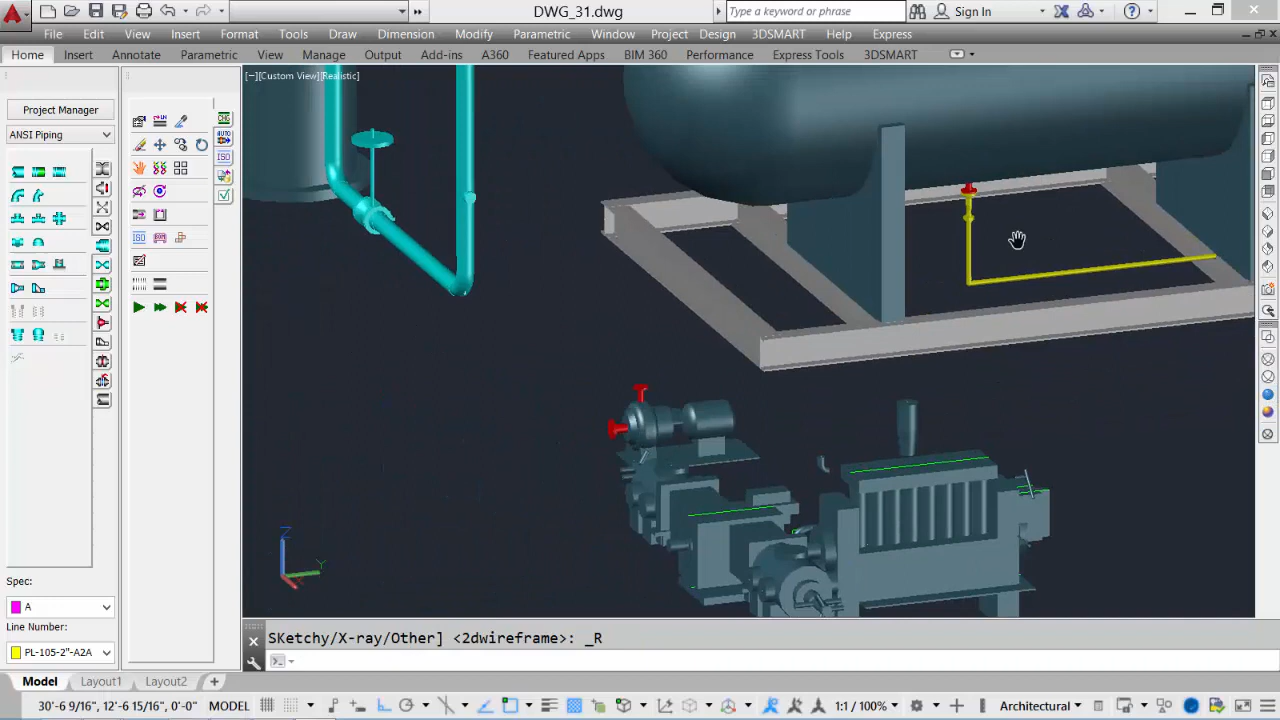 DWG_31.dwg
Type a keyword or phrase
Sign In
File Edit View Insert Format Tools Draw Dimension Modify Parametric Window Project Design 3DSMART Help Express
Home Insert Annotate Parametric View Manage Output Add-ins A360 Featured Apps BIM 360 Performance Express Tools 3DSMART
[−][Custom View][Realistic]
Project Manager
ANSI Piping
CHG
AUTO
ISO
ISO
Z
Y
X
Spec:
A
Line Number:
PL-105-2"-A2A
SKetchy/X-ray/Other] <2dwireframe>: _R
Model Layout1 Layout2
30'-6 9/16", 12'-6 15/16", 0'-0" MODEL 1:1 / 100% Architectural